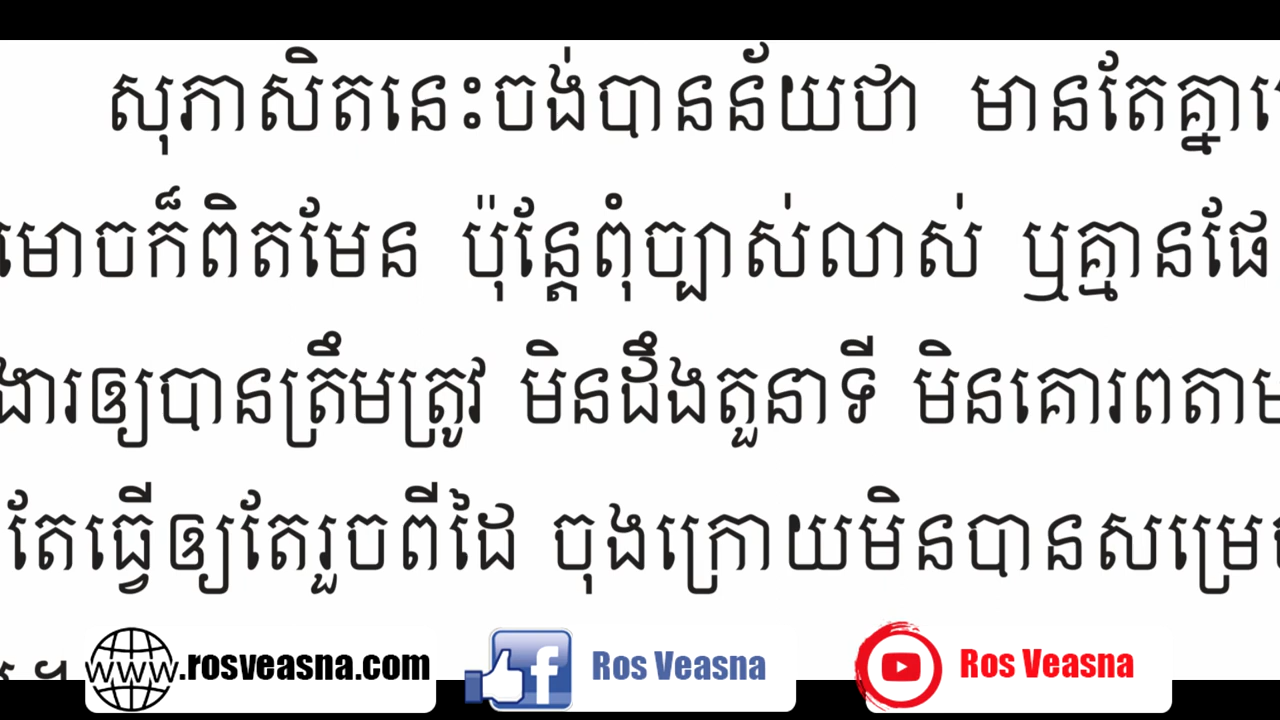 សុភាសិតនេះចង់បានន័យថា មានតែគ្នា
មោចក៏ពិតមែន ប៉ុន្តែពុំច្បាស់លាស់ ឬគ្មានផែ
ងារឲ្យបានត្រឹមត្រូវ មិនដឹងតួនាទី មិនគោរពតាម
តែធ្វើឲ្យតែរួចពីដៃ ចុងក្រោយមិនបានសម្រេច
www.rosveasna.com
Ros Veasna
Ros Veasna